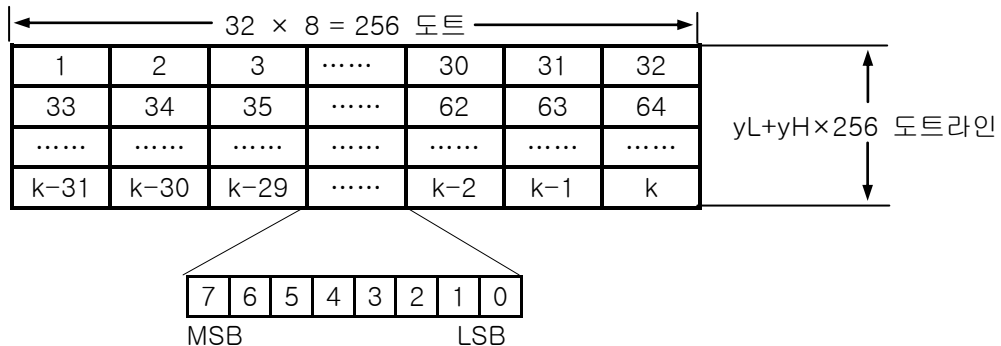 32 × 8 = 256 도트
1 2 3 ⋯⋯ 30 31 32
33 34 35 ⋯⋯ 62 63 64
⋯⋯ ⋯⋯ ⋯⋯ ⋯⋯ ⋯⋯ ⋯⋯ ⋯⋯
yL+yH×256 도트라인
k-31 k-30 k-29 ⋯⋯ k-2 k-1 k
7 6 5 4 3 2 1 0
MSB LSB